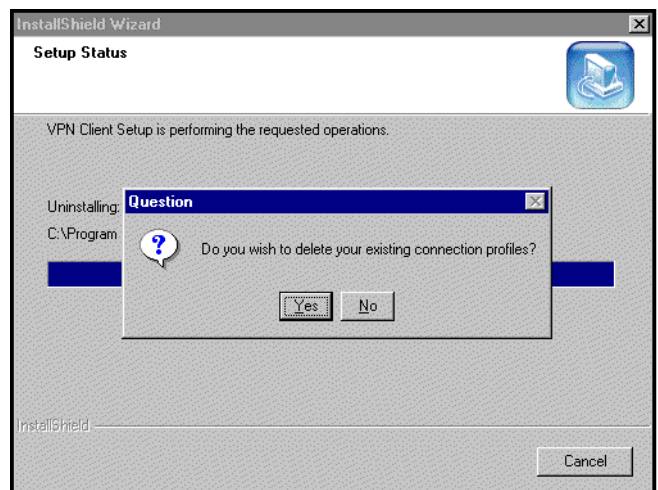 InstallShield Wizard
Setup Status
VPN Client Setup is performing the requested operations.
Uninstalling:
C:\Program
Question
Do you wish to delete your existing connection profiles?
Yes
No
InstallShield
Cancel